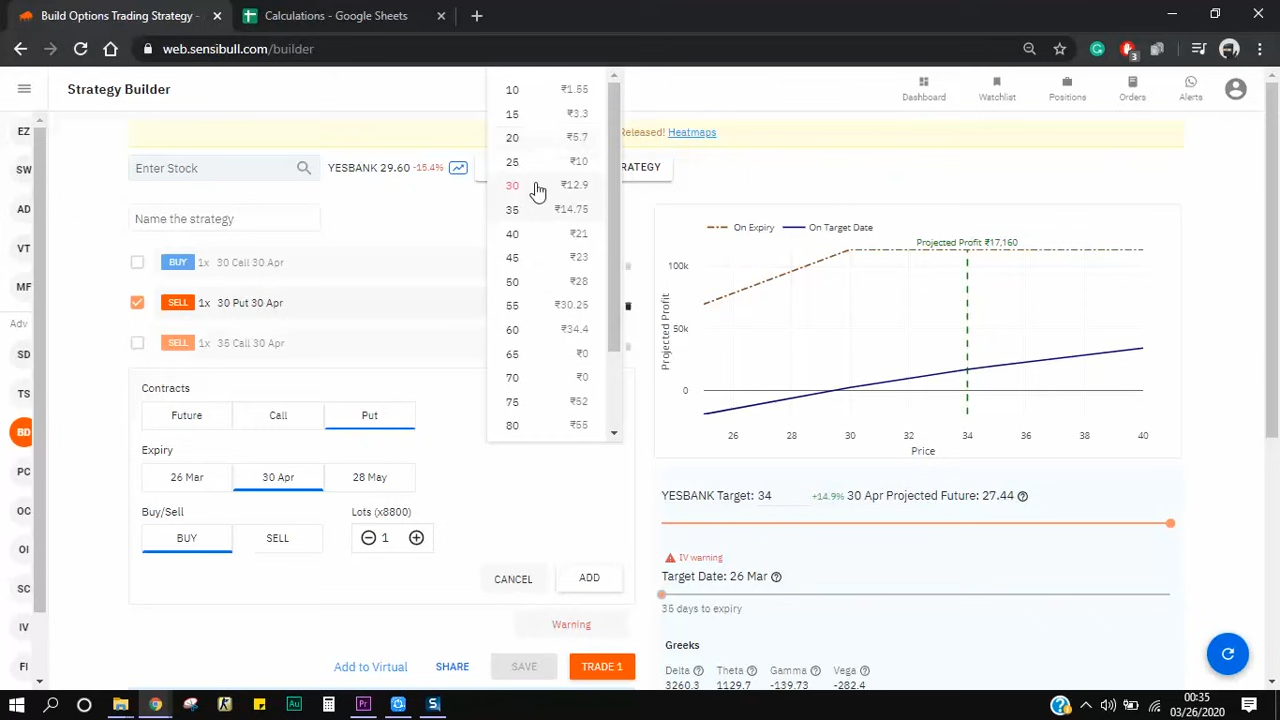 Build Options Trading Strategy -
Calculations - Google Sheets
web.sensibull.com/builder
3
Strategy Builder
Dashboard
Watchlist
Positions
Orders
Alerts
EZ
SW
AD
VT
MF
Adv
SD
TS
BD
PC
OC
OI
SC
IV
FI
Released! Heatmaps
Enter Stock
YESBANK 29.60 -15.4%
RATEGY
Name the strategy
BUY 1x 30 Call 30 Apr
SELL 1x 30 Put 30 Apr
SELL 1x 35 Call 30 Apr
10 ₹1.55
15 ₹3.3
20 ₹5.7
25 ₹10
30 ₹12.9
35 ₹14.75
40 ₹21
45 ₹23
50 ₹28
55 ₹30.25
60 ₹34.4
65 ₹0
70 ₹0
75 ₹52
80 ₹55
Contracts
Future Call Put
Expiry
26 Mar 30 Apr 28 May
Buy/Sell Lots (x8800)
BUY SELL 1
CANCEL ADD
Warning
Add to Virtual SHARE SAVE TRADE 1
On Expiry On Target Date
Projected Profit ₹17,160
100k
50k
0
Projected Profit
26 28 30 32 34 36 38 40
Price
YESBANK Target: 34 +14.9% 30 Apr Projected Future: 27.44
IV warning
Target Date: 26 Mar
35 days to expiry
Greeks
Delta Theta Gamma Vega
3260.3 1129.7 -139.73 -282.4
00:35
03/26/2020